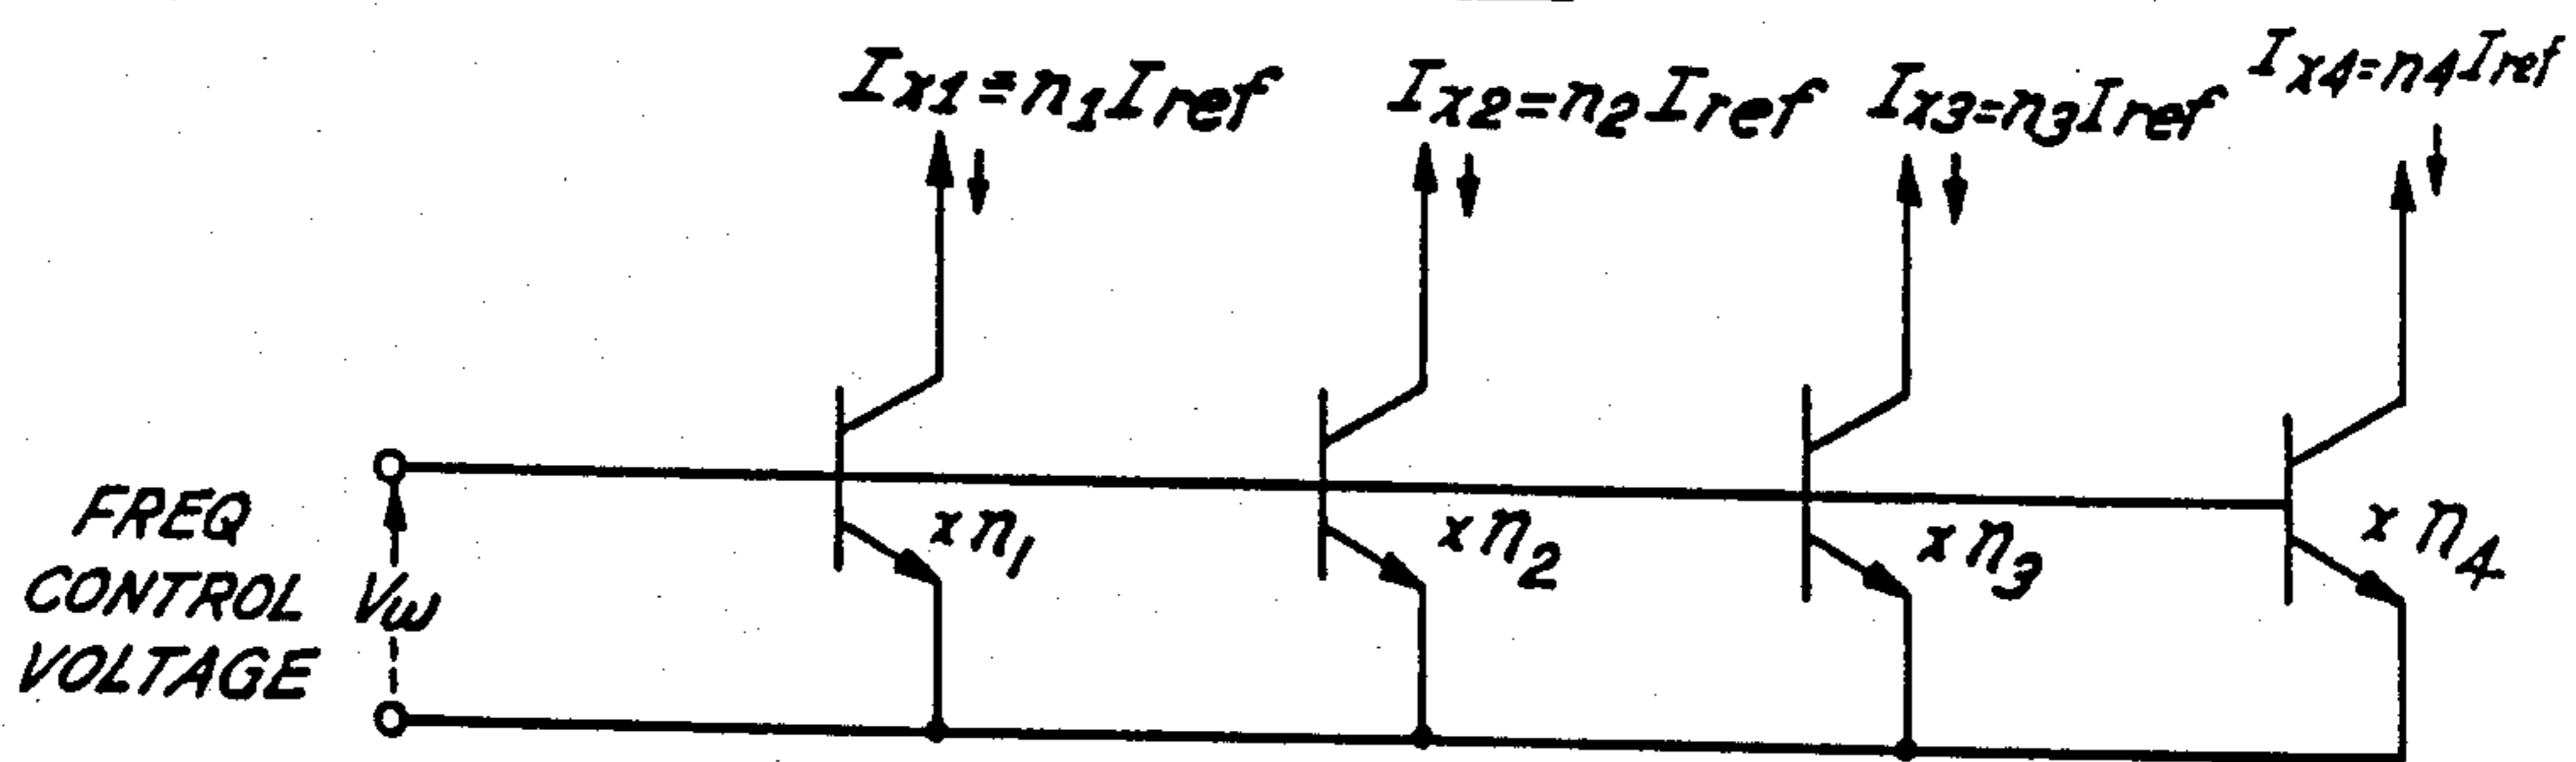 Ix1=n1Iref
Ix2=n2Iref
Ix3=n3Iref
Ix4=n4Iref
xn1
xn2
xn3
xn4
FREQ
CONTROL
VOLTAGE
Vω